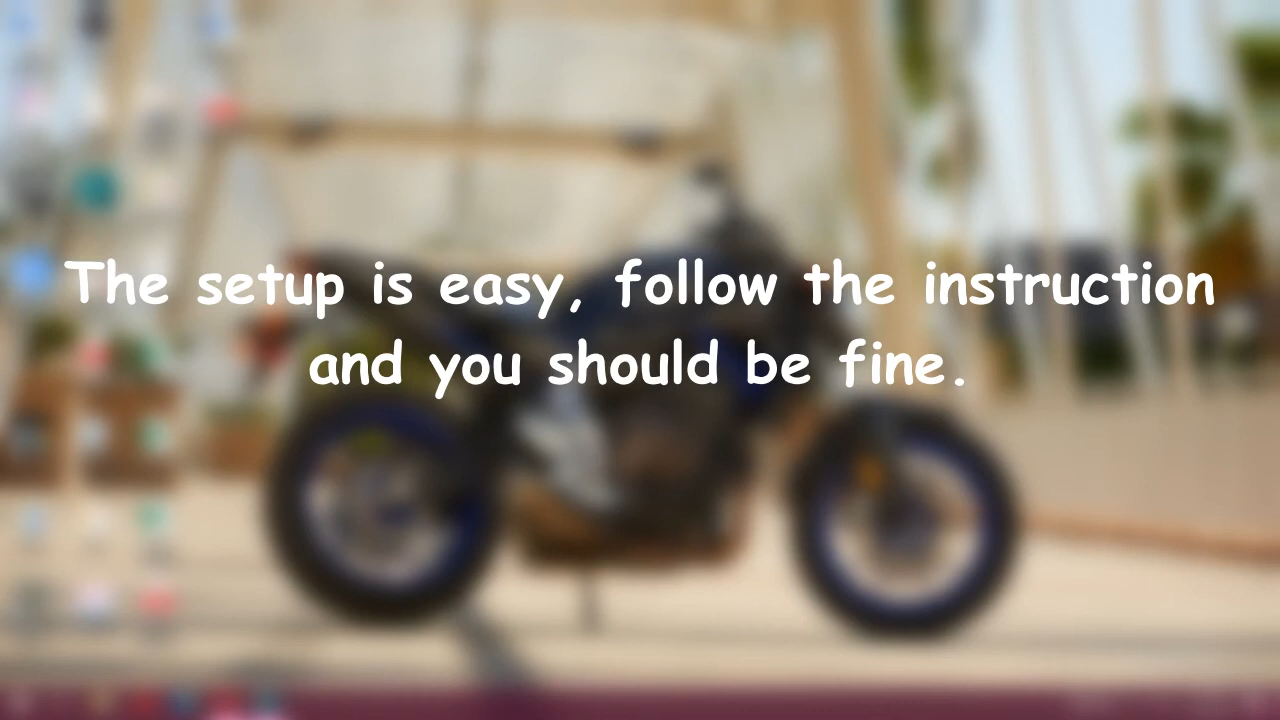 The setup is easy, follow the instruction
and you should be fine.